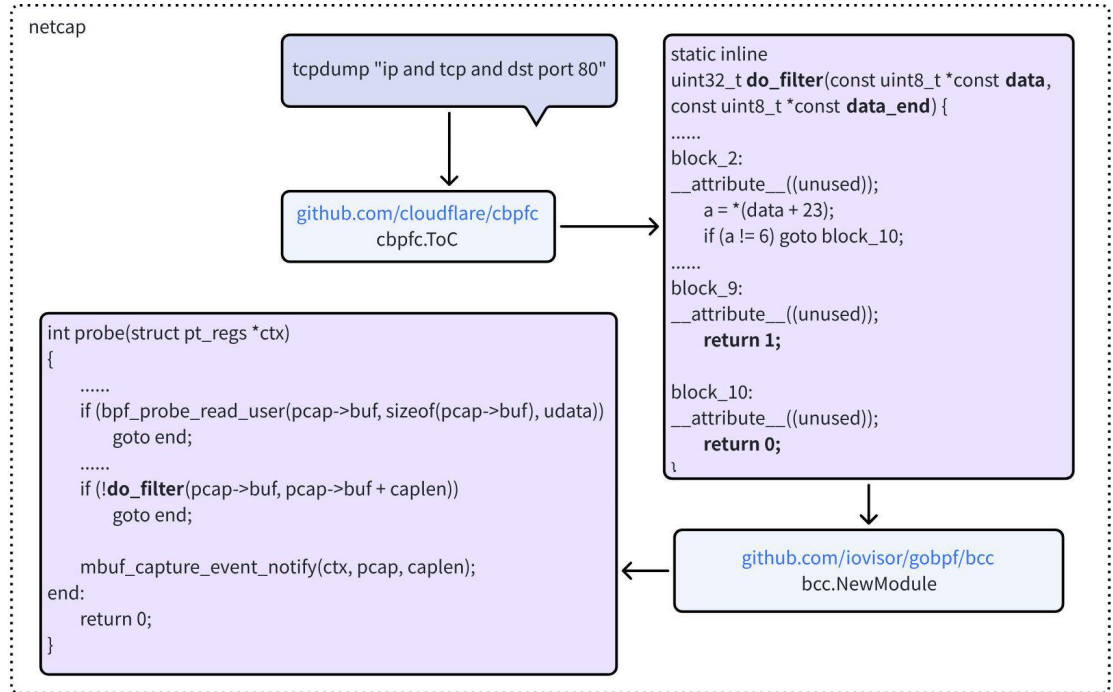 netcap
tcpdump "ip and tcp and dst port 80"
github.com/cloudflare/cbpfc
cbpfc.ToC
static inline
uint32_t do_filter(const uint8_t *const data,
const uint8_t *const data_end) {
......
block_2:
__attribute__((unused));
a = *(data + 23);
if (a != 6) goto block_10;
......
block_9:
__attribute__((unused));
return 1;
block_10:
__attribute__((unused));
return 0;
}
github.com/iovisor/gobpf/bcc
bcc.NewModule
int probe(struct pt_regs *ctx)
{
......
if (bpf_probe_read_user(pcap->buf, sizeof(pcap->buf), udata))
goto end;
......
if (!do_filter(pcap->buf, pcap->buf + caplen))
goto end;
mbuf_capture_event_notify(ctx, pcap, caplen);
end:
return 0;
}